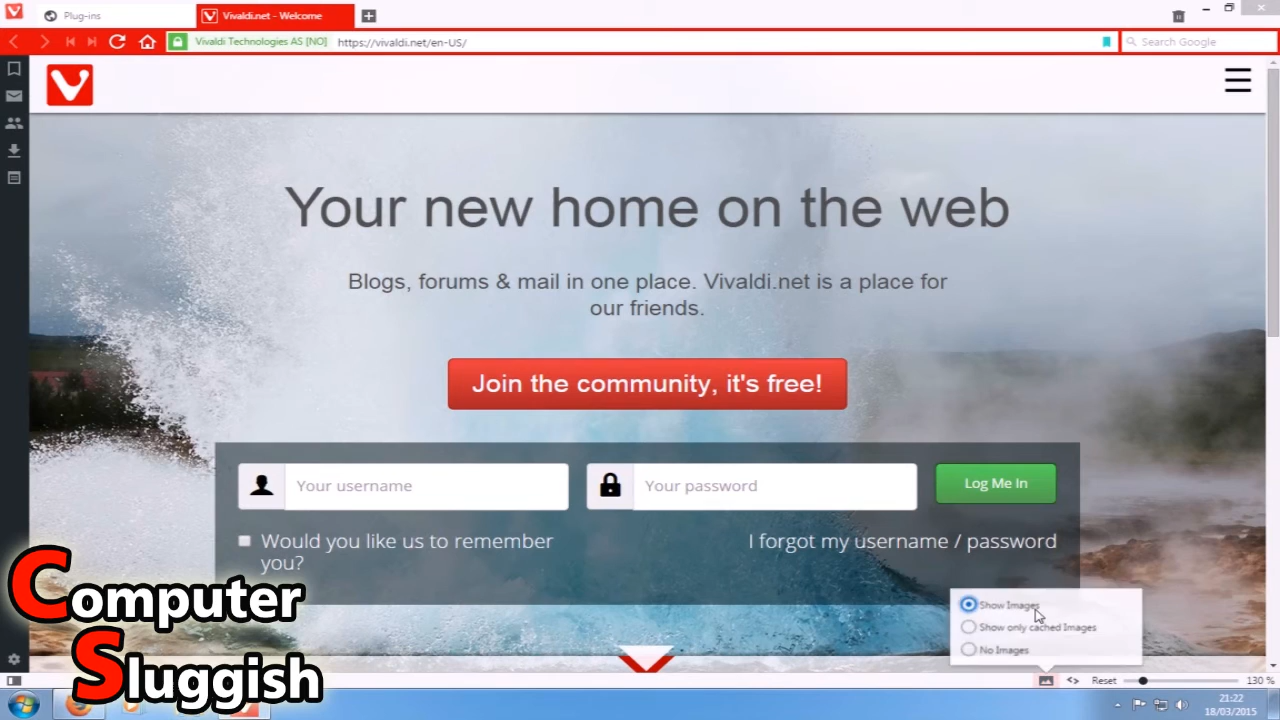 Plug-ins
Vivaldi.net - Welcome
Vivaldi Technologies AS [NO]
https://vivaldi.net/en-US/
Search Google
Your new home on the web
Blogs, forums & mail in one place. Vivaldi.net is a place for
our friends.
Join the community, it's free!
Your username
Your password
Log Me In
Would you like us to remember
you?
I forgot my username / password
Show Images
Show only cached Images
No Images
Computer
Sluggish
Reset
130 %
21:22
18/03/2015